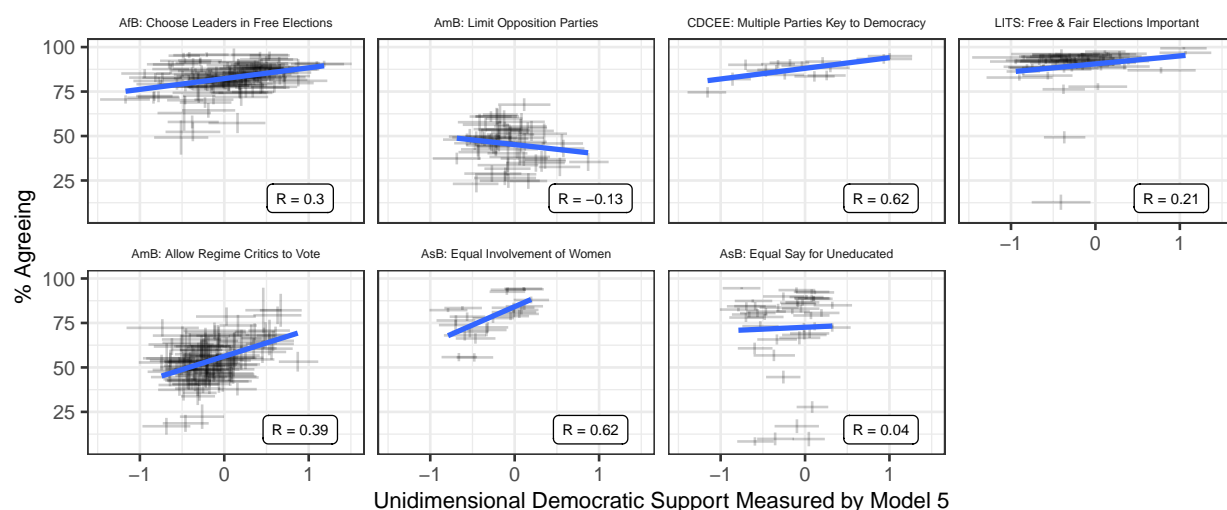 AfB: Choose Leaders in Free Elections
AmB: Limit Opposition Parties
CDCEE: Multiple Parties Key to Democracy
LITS: Free & Fair Elections Important
100
75
50
25
R = 0.3
R = −0.13
R = 0.62
R = 0.21
−1 0 1
% Agreeing
AmB: Allow Regime Critics to Vote
AsB: Equal Involvement of Women
AsB: Equal Say for Uneducated
100
75
50
25
R = 0.39
R = 0.62
R = 0.04
−1 0 1
−1 0 1
−1 0 1
Unidimensional Democratic Support Measured by Model 5